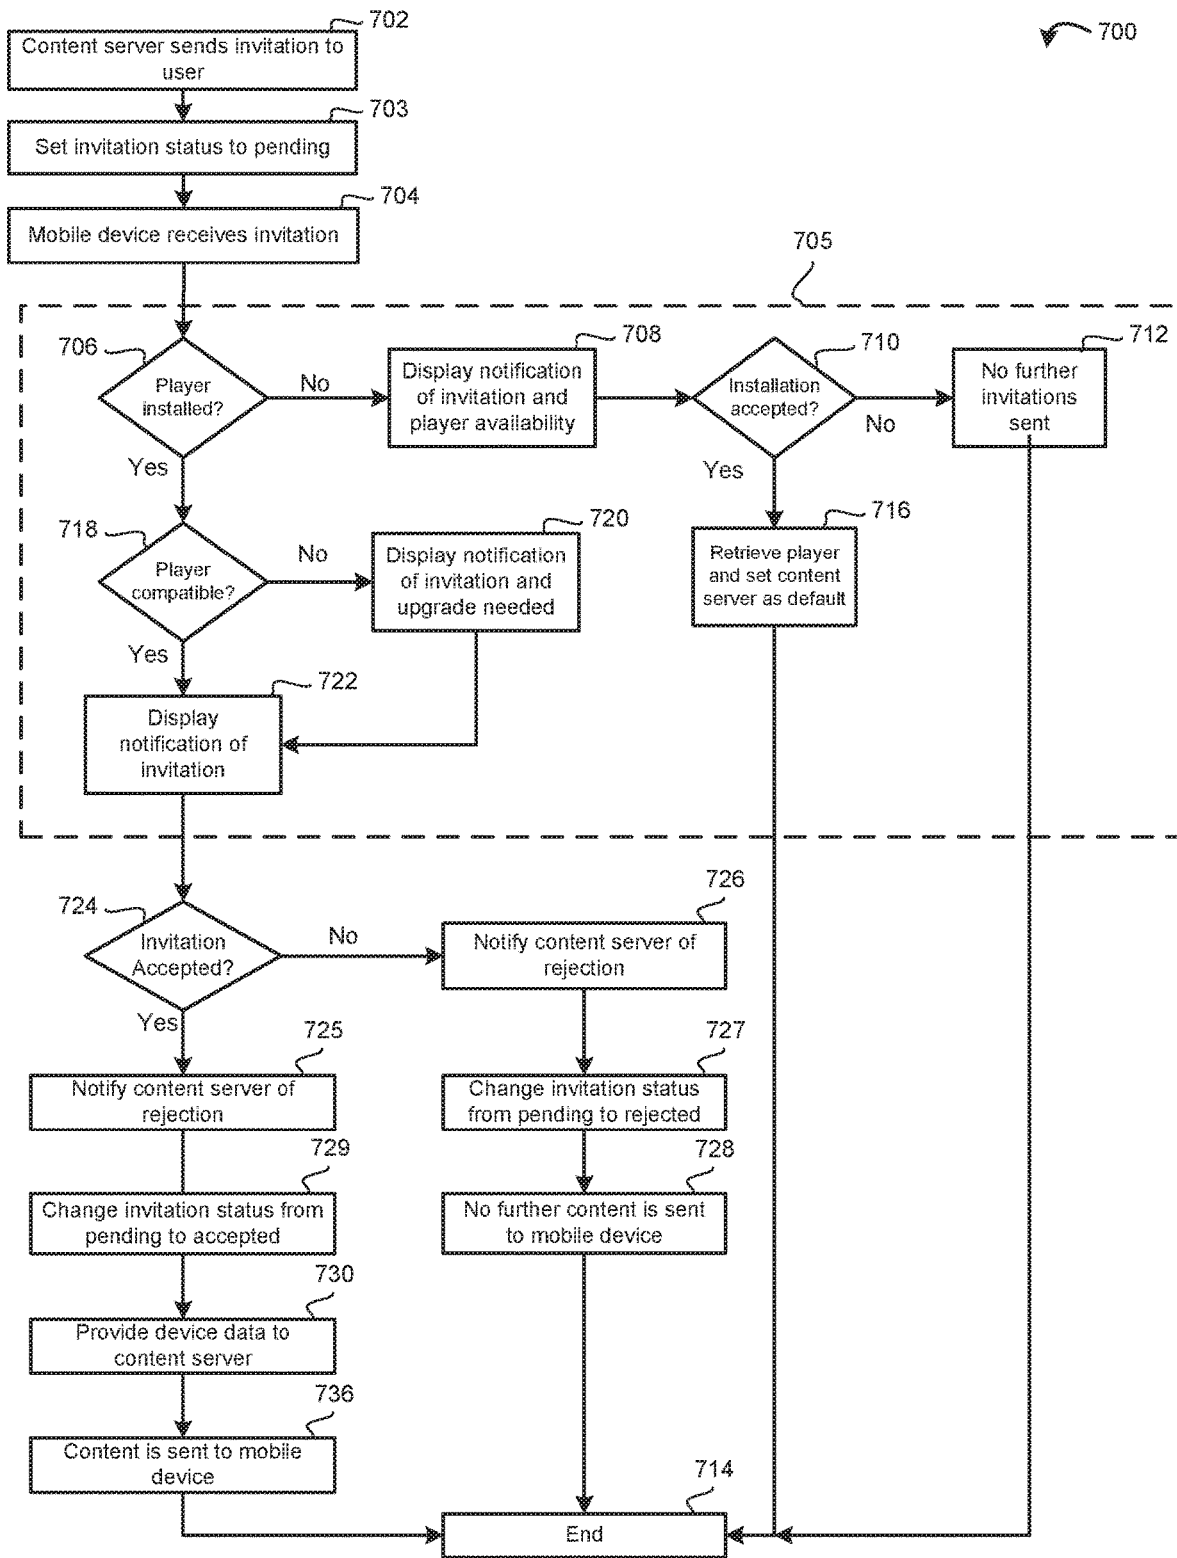 702
700
Content server sends invitation to
user
703
Set invitation status to pending
704
Mobile device receives invitation
705
706
Player
installed?
No
708
Display notification
of invitation and
player availability
710
Installation
accepted?
No
712
No further
invitations
sent
Yes
Yes
718
Player
compatible?
No
720
Display notification
of invitation and
upgrade needed
716
Retrieve player
and set content
server as default
Yes
722
Display
notification of
invitation
724
Invitation
Accepted?
No
726
Notify content server of
rejection
Yes
725
Notify content server of
rejection
727
Change invitation status
from pending to rejected
729
Change invitation status from
pending to accepted
728
No further content is sent
to mobile device
730
Provide device data to
content server
736
Content is sent to mobile
device
714
End